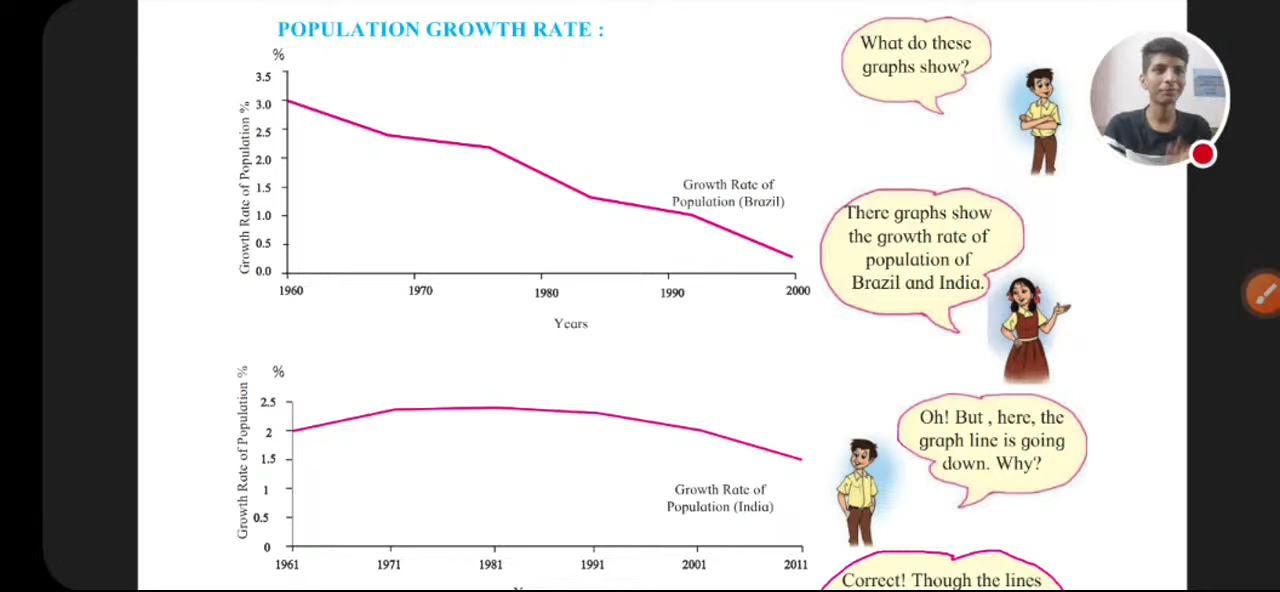 POPULATION GROWTH RATE :
%
Growth Rate of Population %
3.5
3.0
2.5
2.0
1.5
1.0
0.5
0.0
Growth Rate of
Population (Brazil)
1960
1970
1980
1990
2000
Years
What do these
graphs show?
There graphs show
the growth rate of
population of
Brazil and India.
%
Growth Rate of Population %
2.5
2
1.5
1
0.5
0
Growth Rate of
Population (India)
1961
1971
1981
1991
2001
2011
Oh! But , here, the
graph line is going
down. Why?
Correct! Though the lines